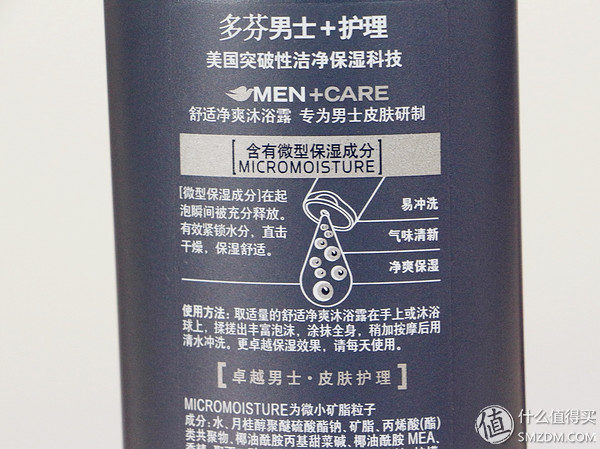 多芬男士+护理
美国突破性洁净保湿科技
MEN+CARE
舒适净爽沐浴露 专为男士皮肤研制
[含有微型保湿成分]
MICROMOISTURE
[微型保湿成分]在起
泡瞬间被充分释放。
有效紧锁水分，直击
干燥，保湿舒适。
易冲洗
气味清新
净爽保湿
使用方法：取适量的舒适净爽沐浴露在手上或沐浴
球上，揉搓出丰富泡沫，涂抹全身，稍加按摩后用
清水冲洗。更卓越保湿效果，请每天使用。
[卓越男士·皮肤护理]
MICROMOISTURE为微小矿脂粒子
成分：水、月桂醇聚醚硫酸酯钠、矿脂、丙烯酸(酯)
类共聚物、椰油酰胺丙基甜菜碱、椰油酰胺 MEA、
值 什么值得买
SMZDM.COM